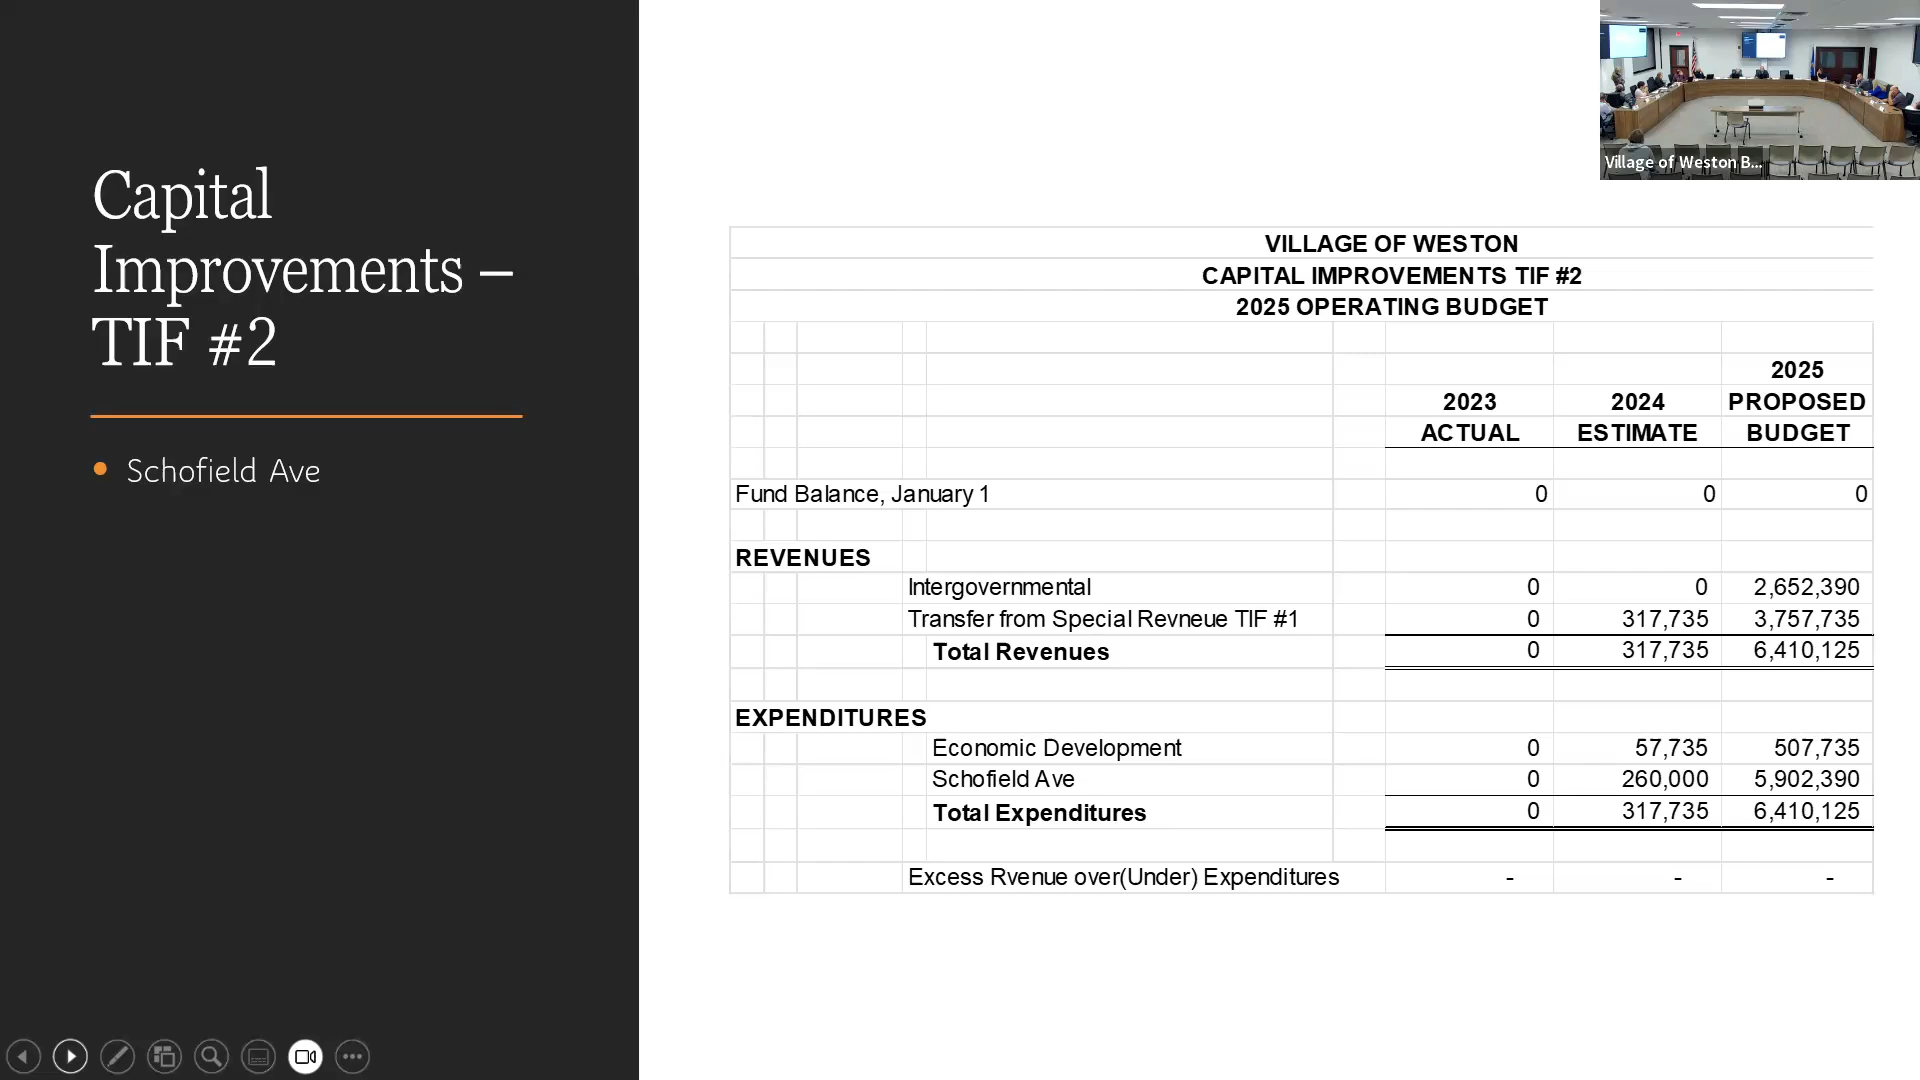 Capital
Improvements –
TIF #2
• Schofield Ave
Village of Weston B...
VILLAGE OF WESTON
CAPITAL IMPROVEMENTS TIF #2
2025 OPERATING BUDGET
2025
2023 2024 PROPOSED
ACTUAL ESTIMATE BUDGET
Fund Balance, January 1 0 0 0
REVENUES
Intergovernmental 0 0 2,652,390
Transfer from Special Revneue TIF #1 0 317,735 3,757,735
Total Revenues 0 317,735 6,410,125
EXPENDITURES
Economic Development 0 57,735 507,735
Schofield Ave 0 260,000 5,902,390
Total Expenditures 0 317,735 6,410,125
Excess Rvenue over(Under) Expenditures - - -